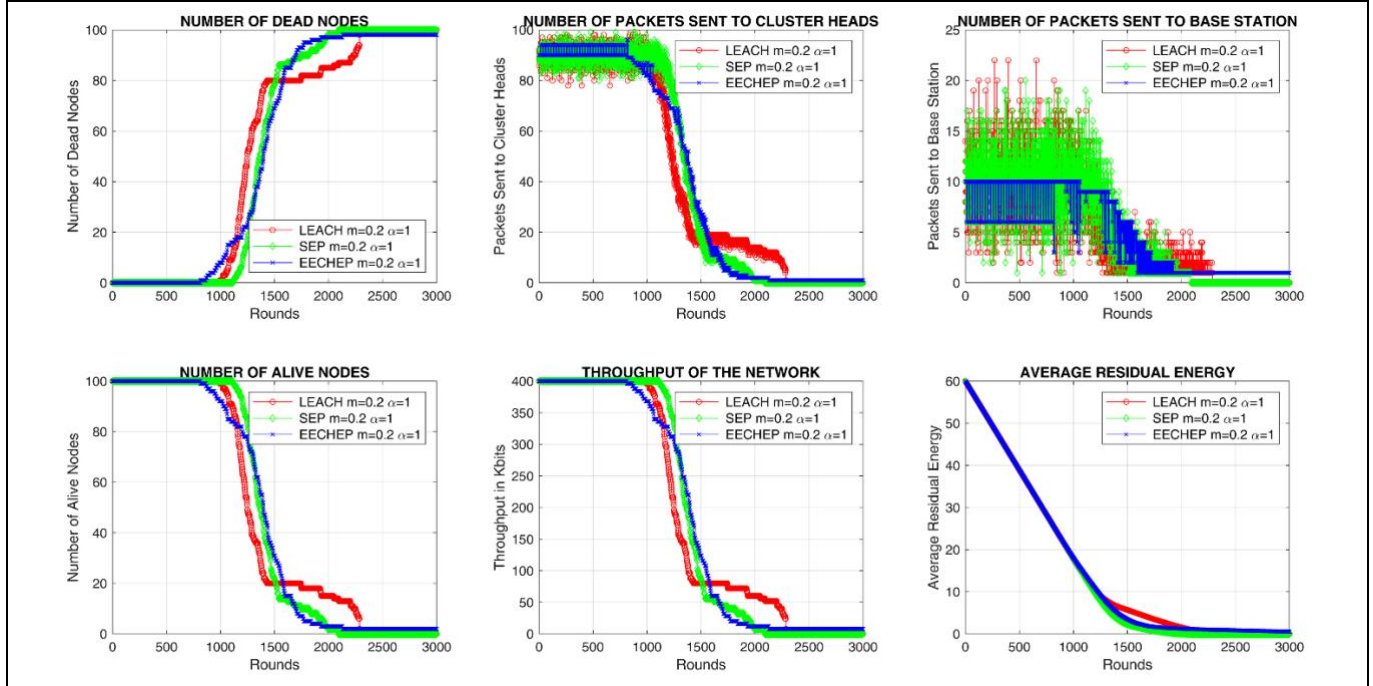 NUMBER OF DEAD NODES
100
80
60
40
20
0
Number of Dead Nodes
LEACH m=0.2 α=1
SEP m=0.2 α=1
EECHEP m=0.2 α=1
0 500 1000 1500 2000 2500 3000
Rounds
NUMBER OF PACKETS SENT TO CLUSTER HEADS
100
80
60
40
20
0
Packets Sent to Cluster Heads
LEACH m=0.2 α=1
SEP m=0.2 α=1
EECHEP m=0.2 α=1
0 500 1000 1500 2000 2500 3000
Rounds
NUMBER OF PACKETS SENT TO BASE STATION
25
20
15
10
5
0
Packets Sent to Base Station
LEACH m=0.2 α=1
SEP m=0.2 α=1
EECHEP m=0.2 α=1
0 500 1000 1500 2000 2500 3000
Rounds
NUMBER OF ALIVE NODES
100
80
60
40
20
0
Number of Alive Nodes
LEACH m=0.2 α=1
SEP m=0.2 α=1
EECHEP m=0.2 α=1
0 500 1000 1500 2000 2500 3000
Rounds
THROUGHPUT OF THE NETWORK
400
350
300
250
200
150
100
50
0
Throughput in Kbits
LEACH m=0.2 α=1
SEP m=0.2 α=1
EECHEP m=0.2 α=1
0 500 1000 1500 2000 2500 3000
Rounds
AVERAGE RESIDUAL ENERGY
60
50
40
30
20
10
0
Average Residual Energy
LEACH m=0.2 α=1
SEP m=0.2 α=1
EECHEP m=0.2 α=1
0 500 1000 1500 2000 2500 3000
Rounds